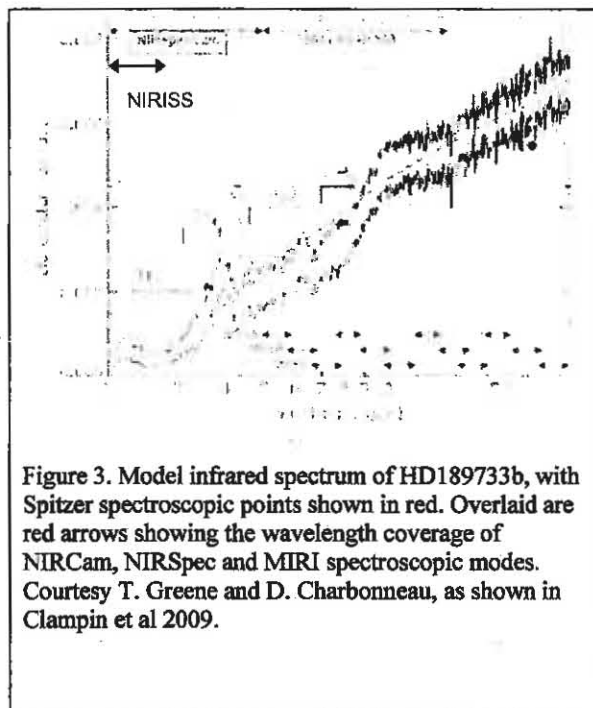 NIRISS
Figure 3. Model infrared spectrum of HD189733b, with
Spitzer spectroscopic points shown in red. Overlaid are
red arrows showing the wavelength coverage of
NIRCam, NIRSpec and MIRI spectroscopic modes.
Courtesy T. Greene and D. Charbonneau, as shown in
Clampin et al 2009.